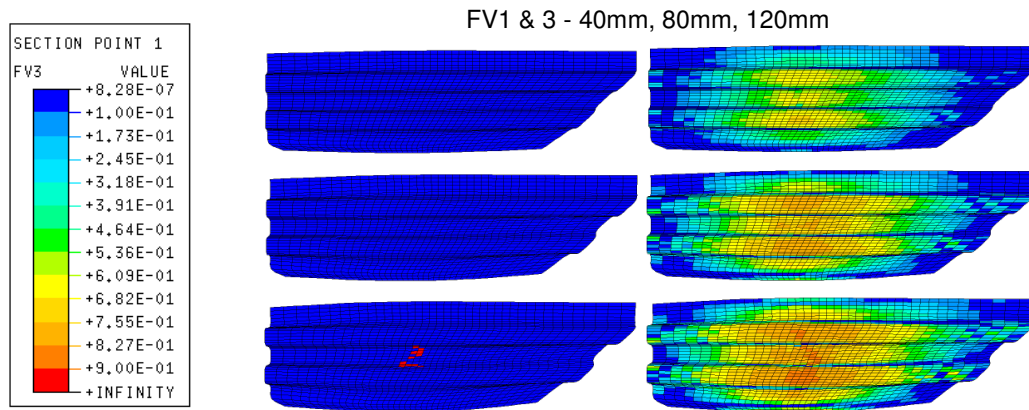 FV1 & 3 - 40mm, 80mm, 120mm
SECTION POINT 1
FV3 VALUE
+8.28E-07
+1.00E-01
+1.73E-01
+2.45E-01
+3.18E-01
+3.91E-01
+4.64E-01
+5.36E-01
+6.09E-01
+6.82E-01
+7.55E-01
+8.27E-01
+9.00E-01
+INFINITY